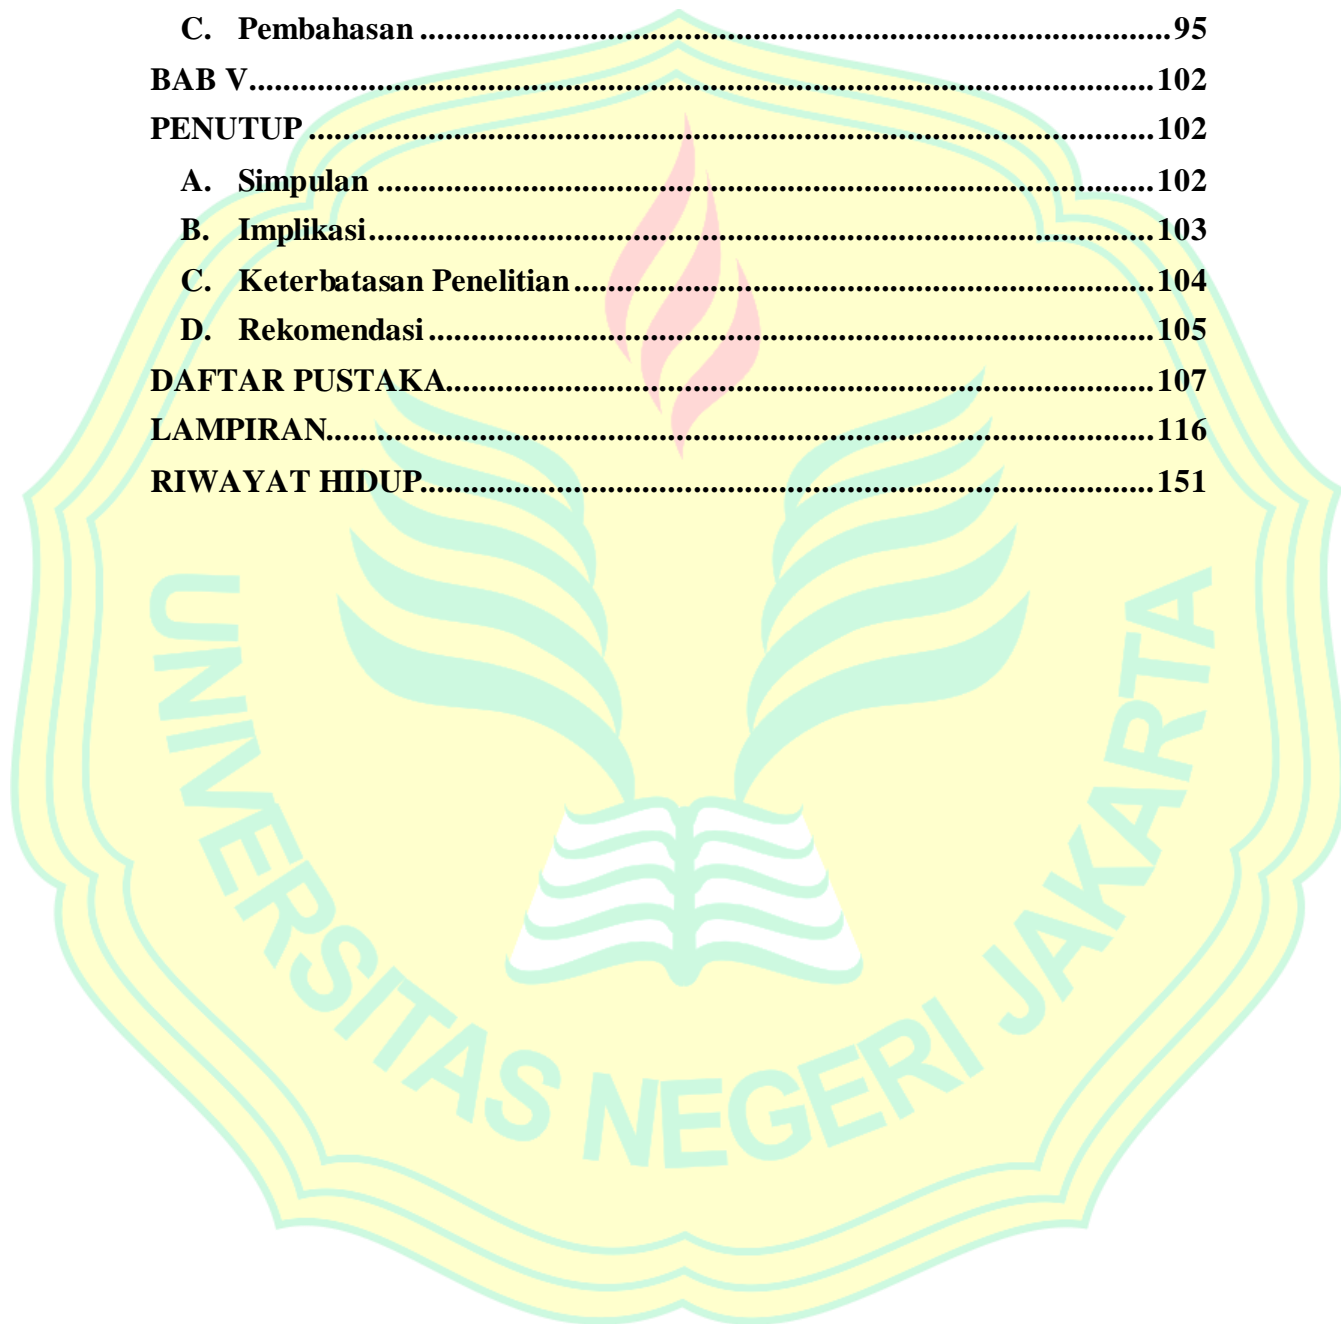 C. Pembahasan ........................................................................................... 95
BAB V ............................................................................................................. 102
PENUTUP ...................................................................................................... 102
A. Simpulan .............................................................................................. 102
B. Implikasi ............................................................................................... 103
C. Keterbatasan Penelitian ...................................................................... 104
D. Rekomendasi ........................................................................................ 105
DAFTAR PUSTAKA ..................................................................................... 107
LAMPIRAN .................................................................................................... 116
RIWAYAT HIDUP ......................................................................................... 151
UNIVERSITAS NEGERI JAKARTA